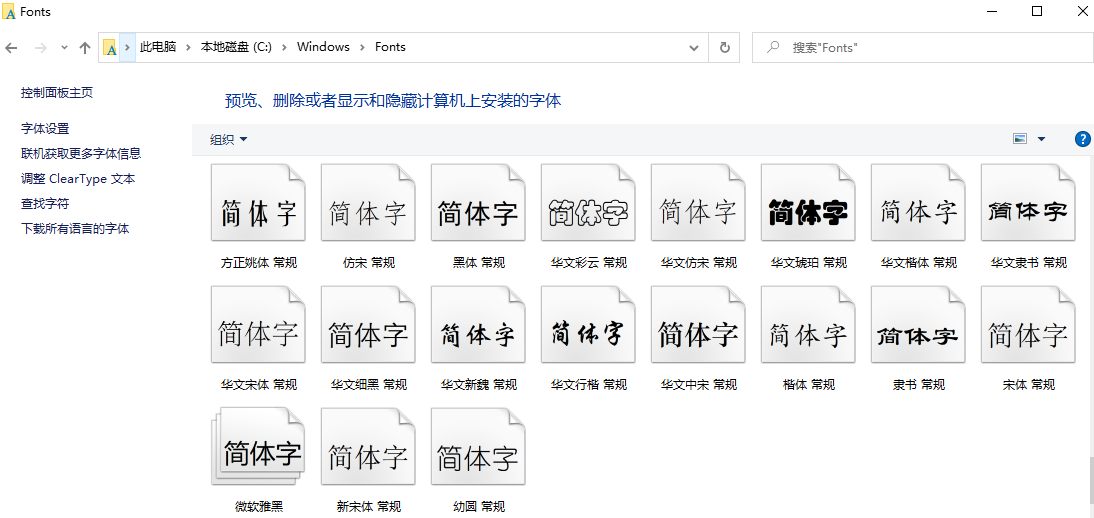 Fonts
此电脑 > 本地磁盘 (C:) > Windows > Fonts
搜索"Fonts"
控制面板主页
字体设置
联机获取更多字体信息
调整 ClearType 文本
查找字符
下载所有语言的字体
预览、删除或者显示和隐藏计算机上安装的字体
组织
简体字 简体字 简体字 简体字 简体字 简体字 简体字 简体字
方正姚体 常规 仿宋 常规 黑体 常规 华文彩云 常规 华文仿宋 常规 华文琥珀 常规 华文楷体 常规 华文隶书 常规
简体字 简体字 简体字 简体字 简体字 简体字 简体字 简体字
华文宋体 常规 华文细黑 常规 华文新魏 常规 华文行楷 常规 华文中宋 常规 楷体 常规 隶书 常规 宋体 常规
简体字 简体字 简体字
微软雅黑 新宋体 常规 幼圆 常规